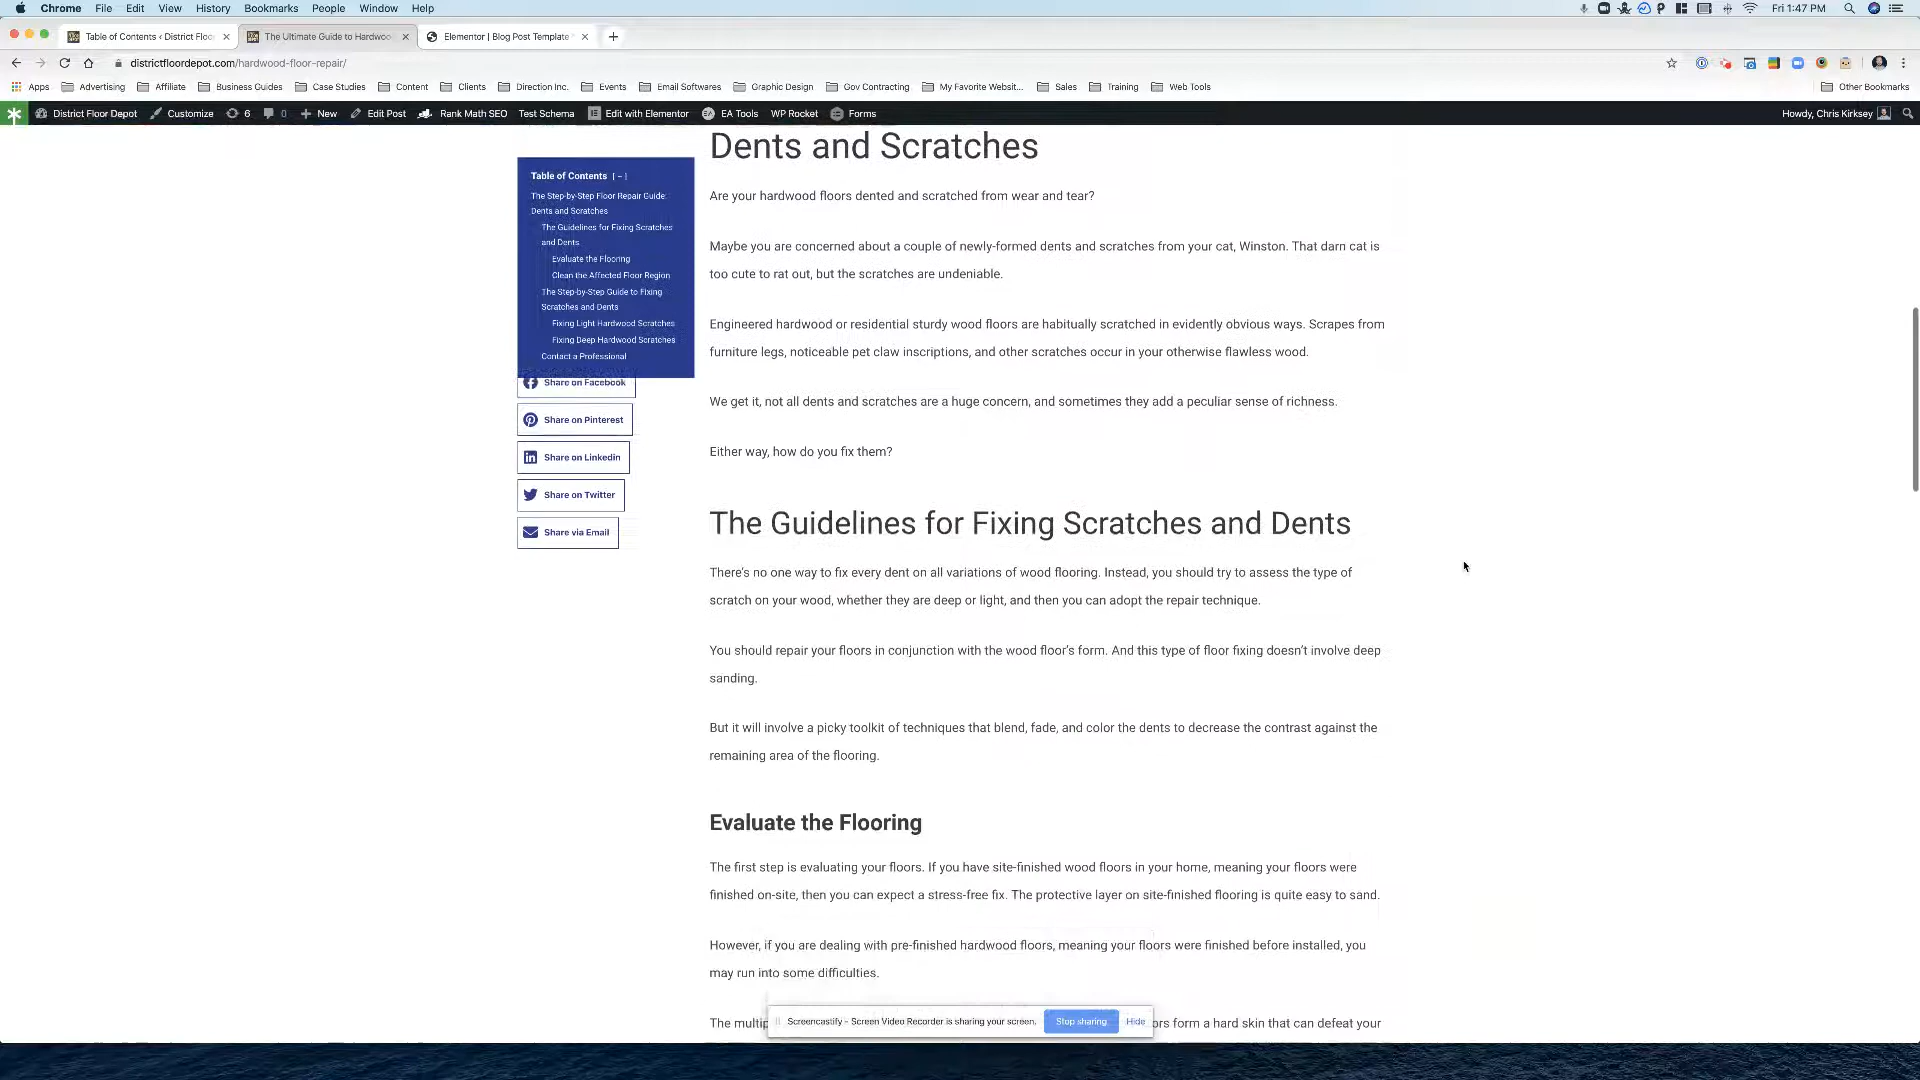 Chrome File Edit View History Bookmarks People Window Help Fri 1:47 PM
Table of Contents ‹ District Floo
The Ultimate Guide to Hardwoo
Elementor | Blog Post Template
districtfloordepot.com/hardwood-floor-repair/
Apps Advertising Affiliate Business Guides Case Studies Content Clients Direction Inc. Events Email Softwares Graphic Design Gov Contracting My Favorite Websit... Sales Training Web Tools Other Bookmarks
District Floor Depot Customize 6 0 New Edit Post Rank Math SEO Test Schema Edit with Elementor EA Tools WP Rocket Forms Howdy, Chris Kirksey
Table of Contents [ – ]
The Step-by-Step Floor Repair Guide:
Dents and Scratches
The Guidelines for Fixing Scratches
and Dents
Evaluate the Flooring
Clean the Affected Floor Region
The Step-by-Step Guide to Fixing
Scratches and Dents
Fixing Light Hardwood Scratches
Fixing Deep Hardwood Scratches
Contact a Professional
Share on Facebook
Share on Pinterest
Share on Linkedin
Share on Twitter
Share via Email
Dents and Scratches
Are your hardwood floors dented and scratched from wear and tear?
Maybe you are concerned about a couple of newly-formed dents and scratches from your cat, Winston. That darn cat is
too cute to rat out, but the scratches are undeniable.
Engineered hardwood or residential sturdy wood floors are habitually scratched in evidently obvious ways. Scrapes from
furniture legs, noticeable pet claw inscriptions, and other scratches occur in your otherwise flawless wood.
We get it, not all dents and scratches are a huge concern, and sometimes they add a peculiar sense of richness.
Either way, how do you fix them?
The Guidelines for Fixing Scratches and Dents
There's no one way to fix every dent on all variations of wood flooring. Instead, you should try to assess the type of
scratch on your wood, whether they are deep or light, and then you can adopt the repair technique.
You should repair your floors in conjunction with the wood floor's form. And this type of floor fixing doesn't involve deep
sanding.
But it will involve a picky toolkit of techniques that blend, fade, and color the dents to decrease the contrast against the
remaining area of the flooring.
Evaluate the Flooring
The first step is evaluating your floors. If you have site-finished wood floors in your home, meaning your floors were
finished on-site, then you can expect a stress-free fix. The protective layer on site-finished flooring is quite easy to sand.
However, if you are dealing with pre-finished hardwood floors, meaning your floors were finished before installed, you
may run into some difficulties.
The multip ors form a hard skin that can defeat your
Screencastify - Screen Video Recorder is sharing your screen. Stop sharing Hide